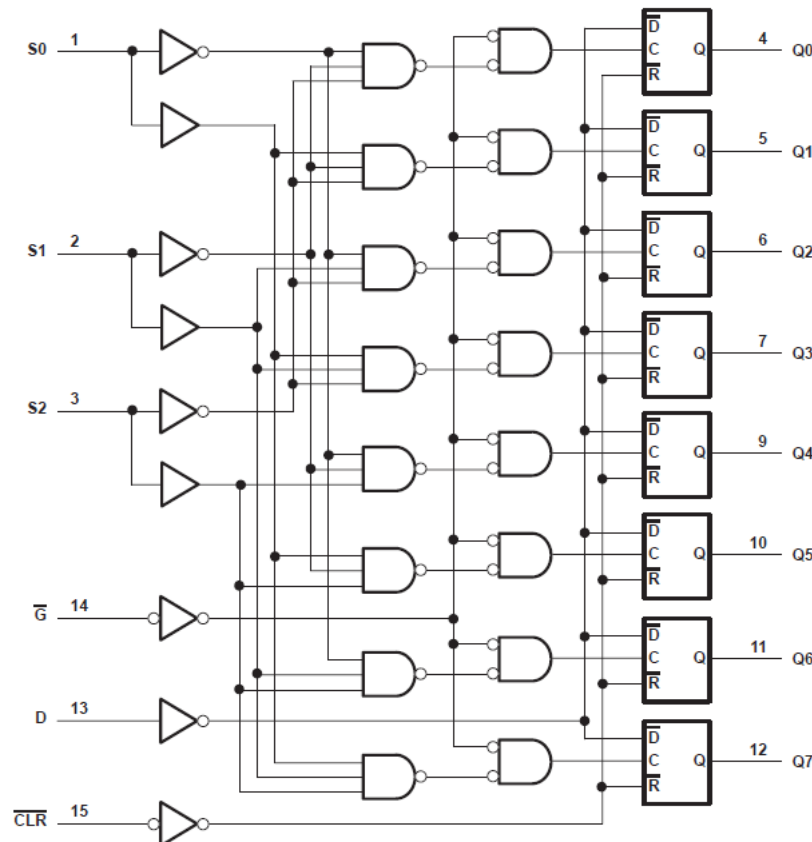 S0 1
4 Q0
5 Q1
S1 2
6 Q2
7 Q3
S2 3
9 Q4
10 Q5
G̅ 14
11 Q6
D 13
12 Q7
C̅L̅R̅ 15
D̅ C R̅ Q
D̅ C R̅ Q
D̅ C R̅ Q
D̅ C R̅ Q
D̅ C R̅ Q
D̅ C R̅ Q
D̅ C R̅ Q
D̅ C R̅ Q